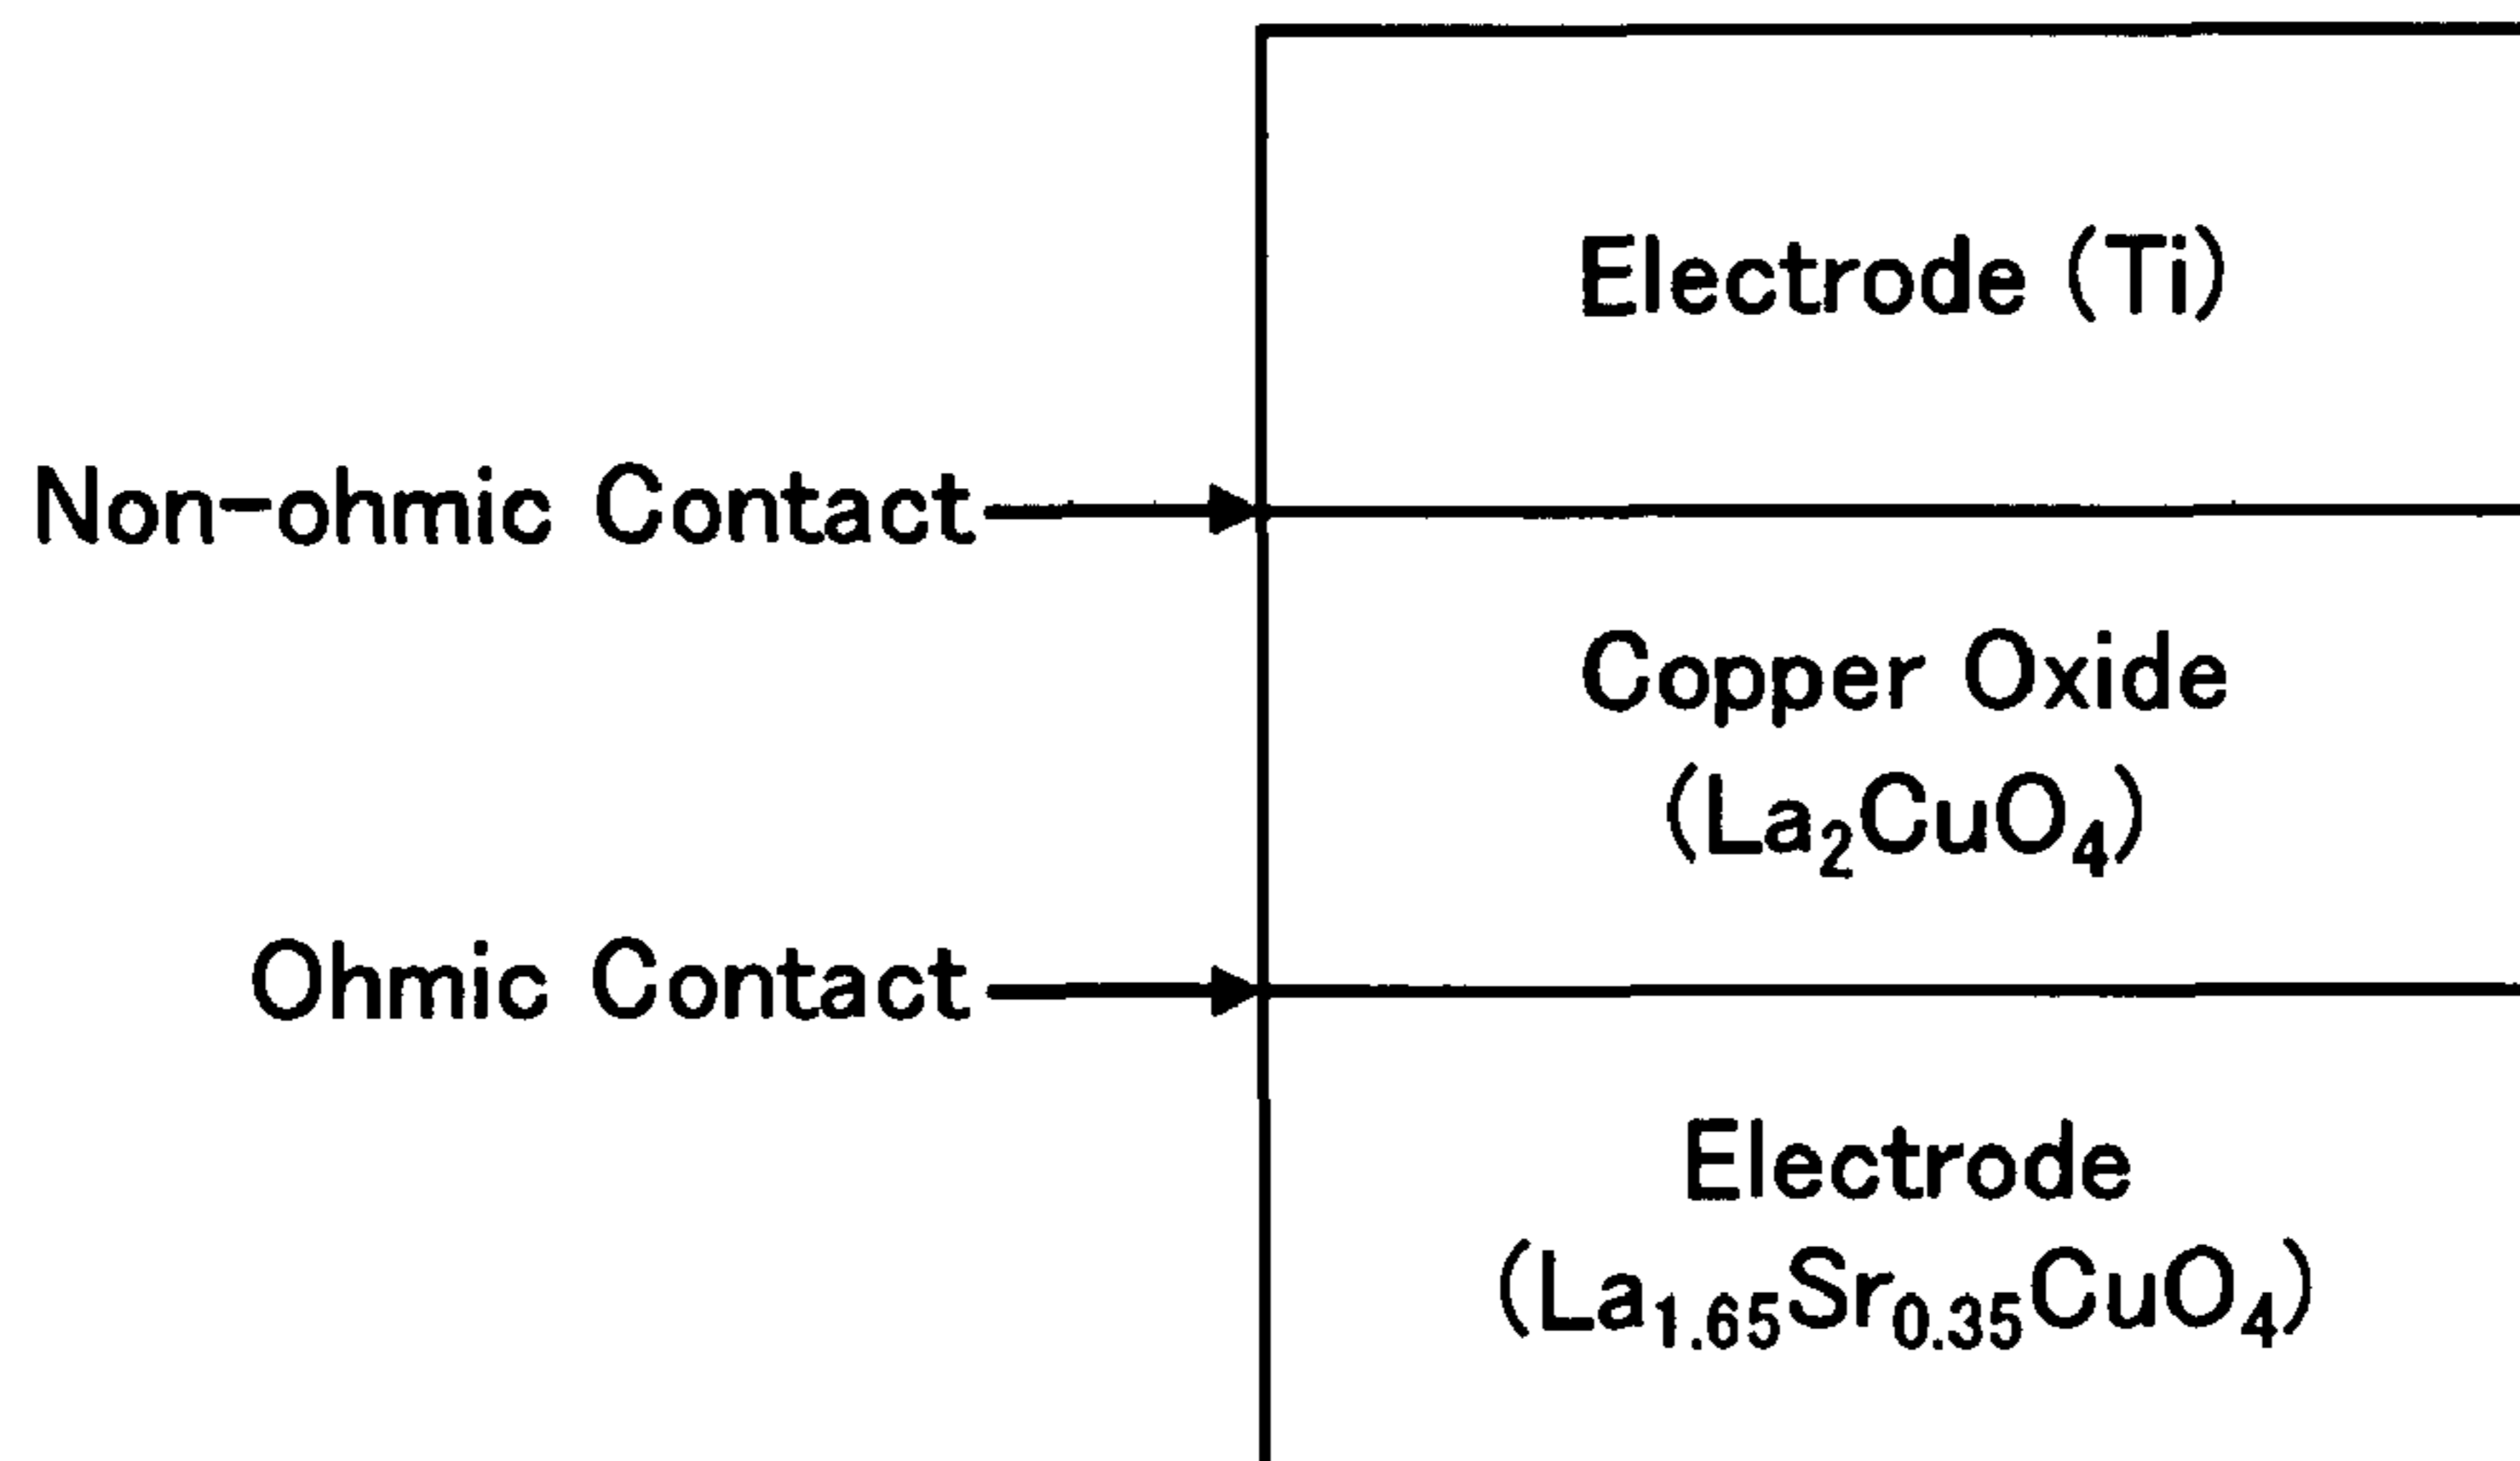 Electrode (Ti)
Non-ohmic Contact
Copper Oxide
(La₂CuO₄)
Ohmic Contact
Electrode
(La₁.₆₅Sr₀.₃₅CuO₄)